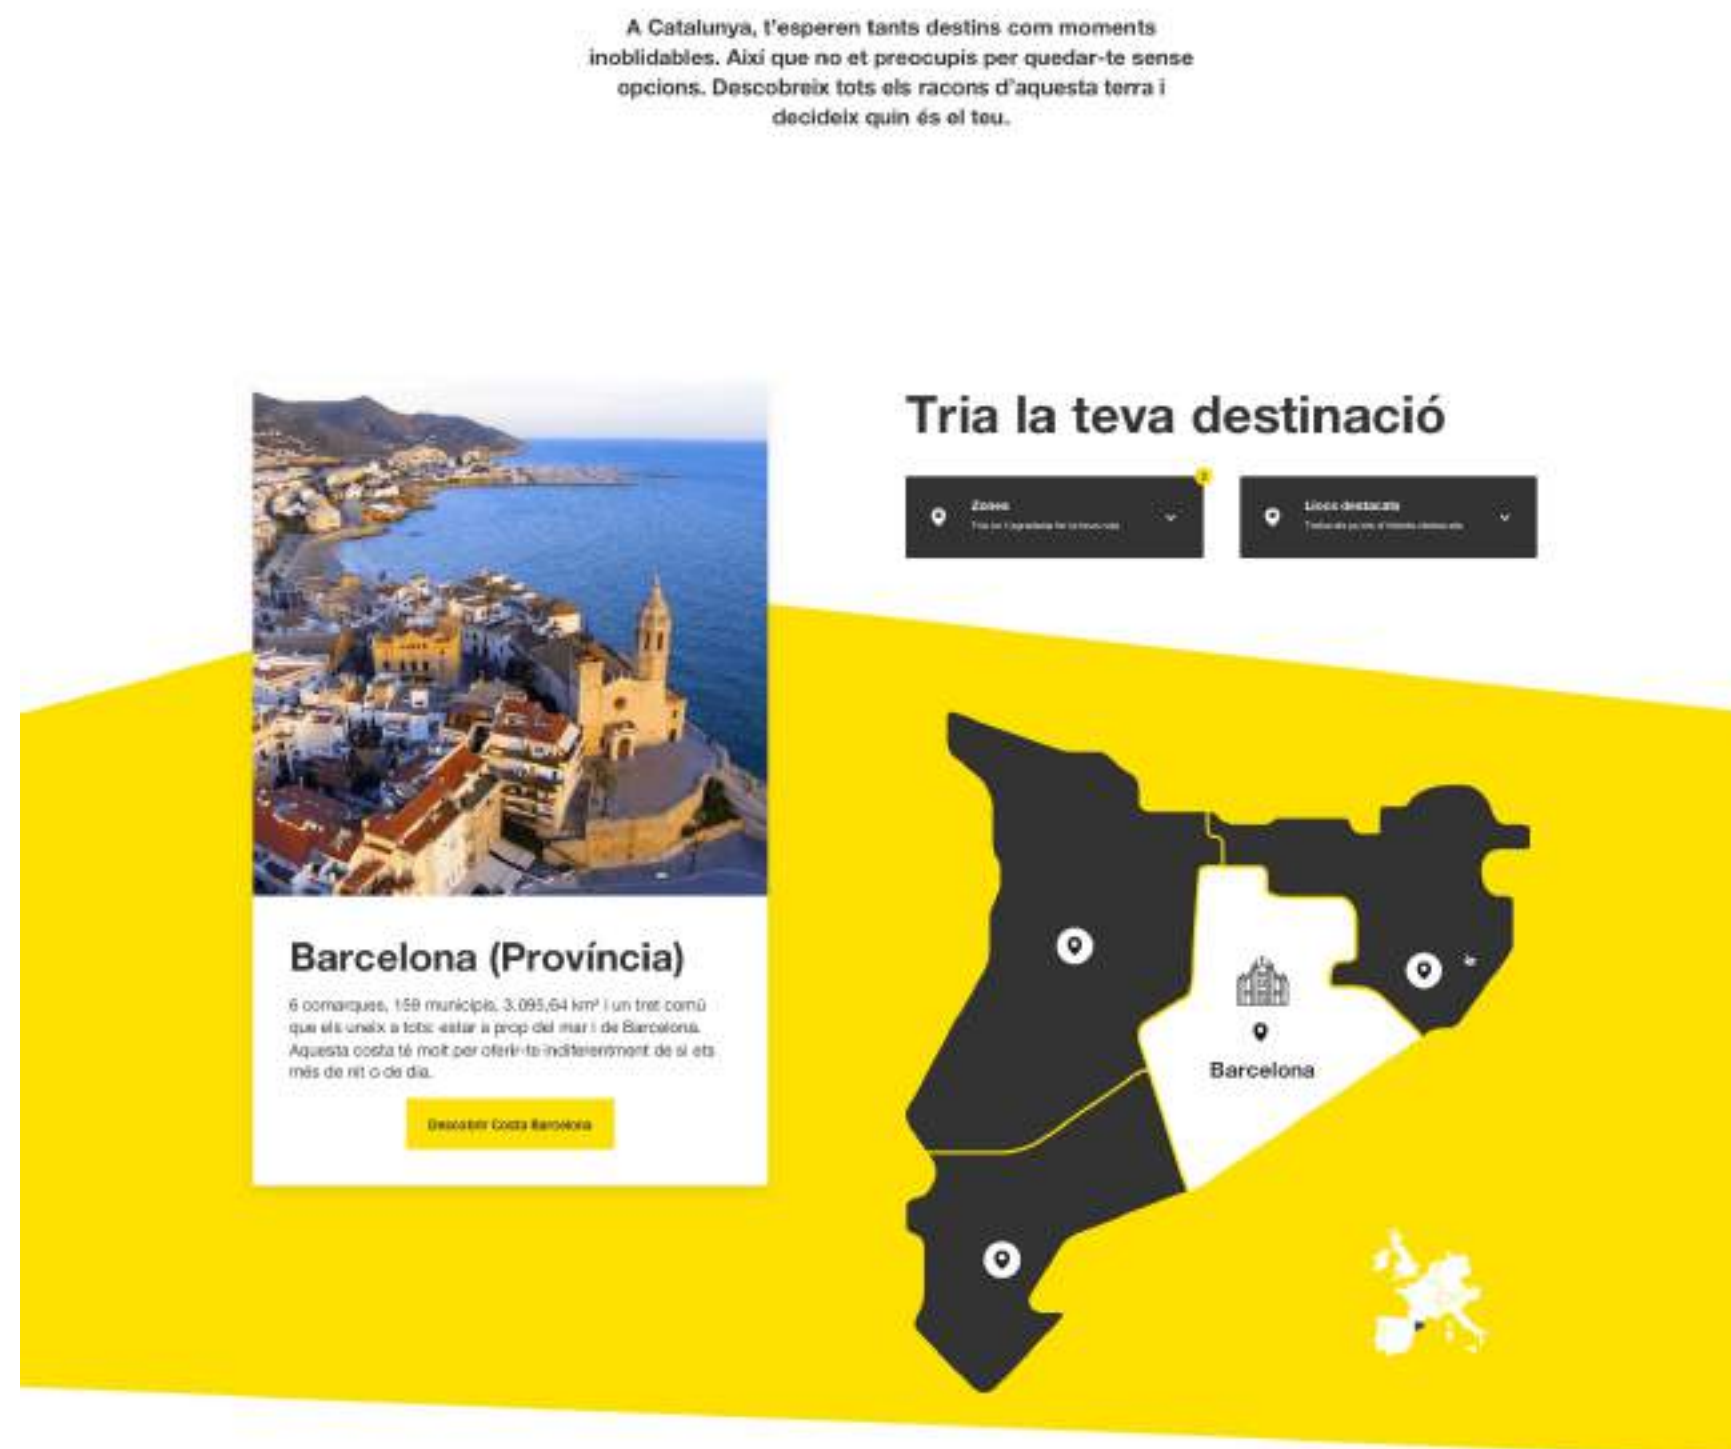 A Catalunya, t'esperen tants destins com moments
inoblidables. Així que no et preocupis per quedar-te sense
opcions. Descobreix tots els racons d'aquesta terra i
decideix quin és el teu.
Tria la teva destinació
Zones
Llocs destacats
Barcelona (Província)
6 comarques, 159 municipis, 3.095,64 km² i un tret comú
que els uneix a tots: estar a prop del mar i de Barcelona.
Aquesta costa té molt per oferir-te indiferentment de si ets
més de nit o de dia.
Descobrir Costa Barcelona
Barcelona